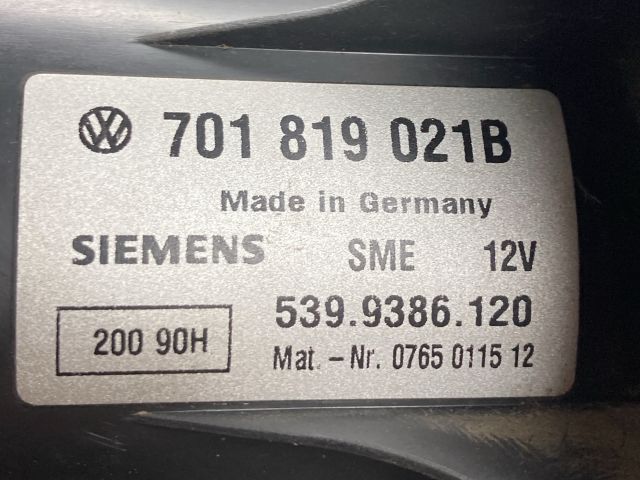 701 819 021B
Made in Germany
SIEMENS SME 12V
539.9386.120
200 90H
Mat. - Nr. 0765 0115 12